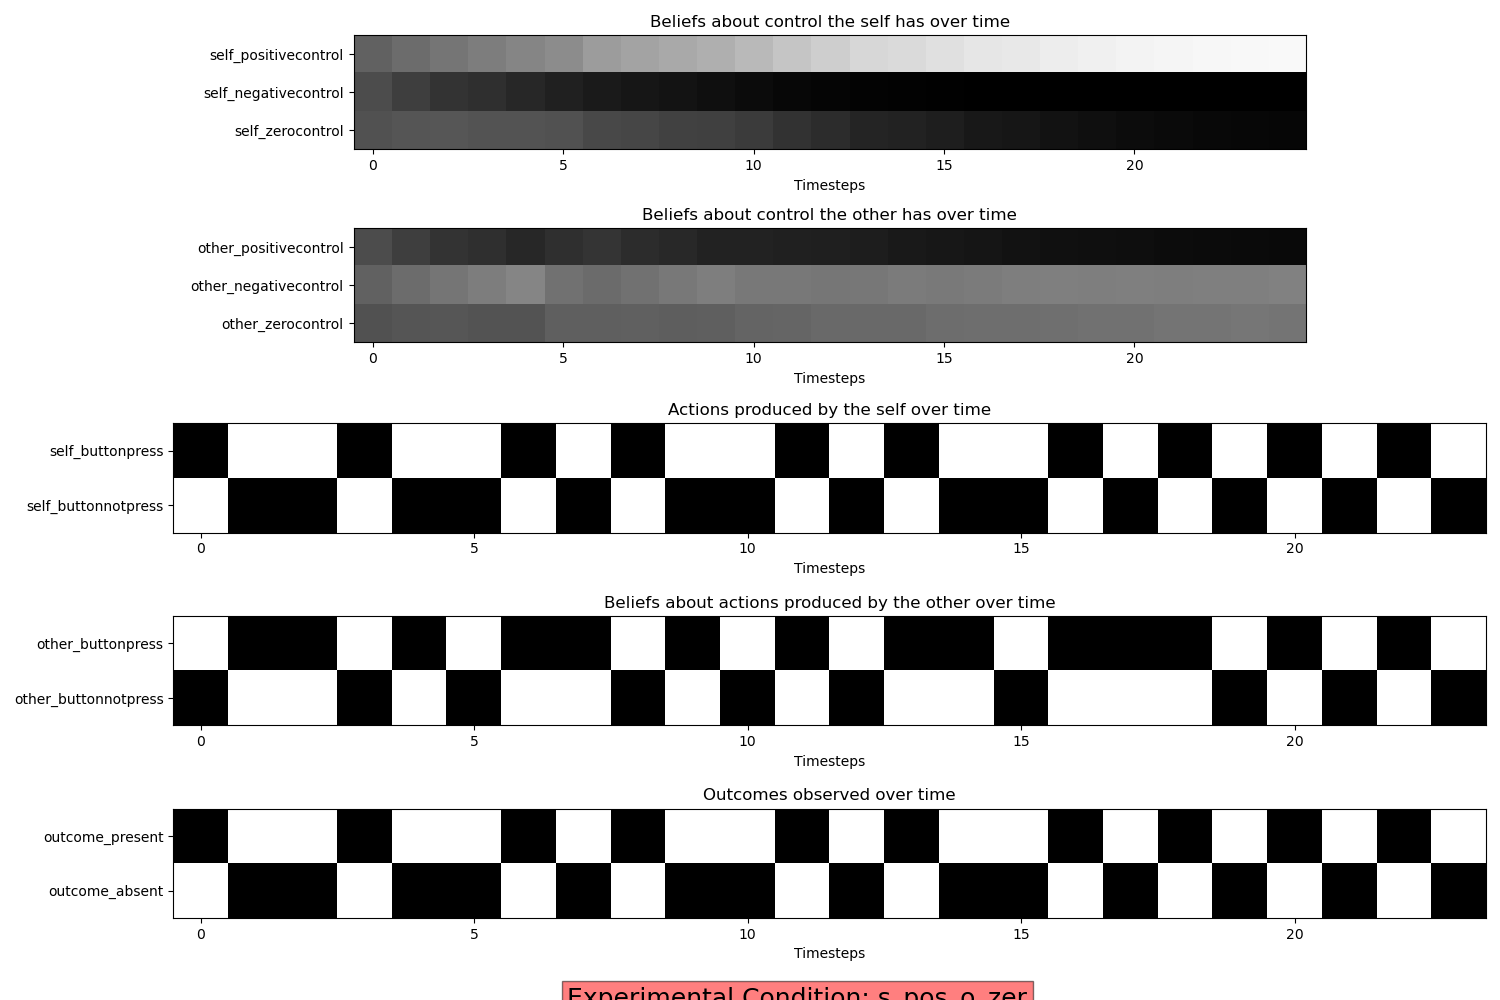 Beliefs about control the self has over time
self_positivecontrol
self_negativecontrol
self_zerocontrol
0 5 10 15 20
Timesteps
Beliefs about control the other has over time
other_positivecontrol
other_negativecontrol
other_zerocontrol
0 5 10 15 20
Timesteps
Actions produced by the self over time
self_buttonpress
self_buttonnotpress
0 5 10 15 20
Timesteps
Beliefs about actions produced by the other over time
other_buttonpress
other_buttonnotpress
0 5 10 15 20
Timesteps
Outcomes observed over time
outcome_present
outcome_absent
0 5 10 15 20
Timesteps
Experimental Condition: s_pos_o_zer